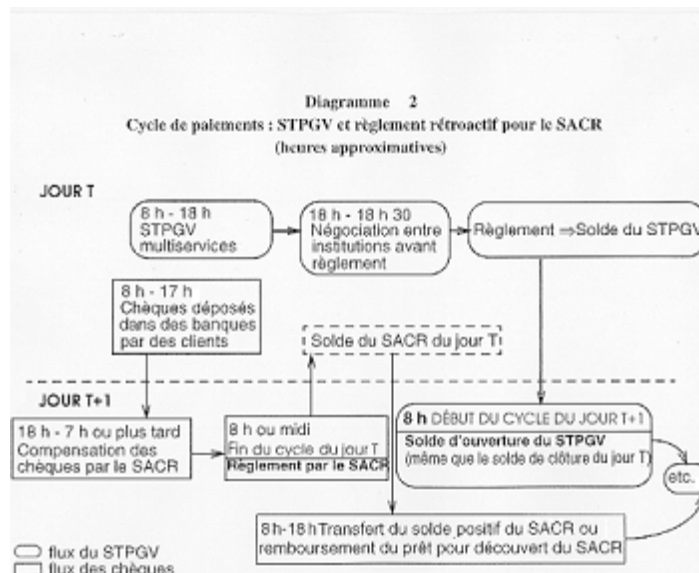 Diagramme 2
Cycle de paiements : STPGV et règlement rétroactif pour le SACR
(heures approximatives)
JOUR T
8 h - 18 h
STPGV
multiservices
18 h - 18 h 30
Négociation entre
institutions avant
règlement
Règlement ⇒Solde du STPGV
8 h - 17 h
Chèques déposés
dans des banques
par des clients
Solde du SACR du jour T
JOUR T+1
18 h - 7 h ou plus tard
Compensation des
chèques par le SACR
8 h ou midi
Fin du cycle du jour T
Règlement par le SACR
8 h DÉBUT DU CYCLE DU JOUR T+1
Solde d'ouverture du STPGV
(même que le solde de clôture du jour T)
etc.
8h-18h Transfert du solde positif du SACR ou
remboursement du prêt pour découvert du SACR
flux du STPGV
flux des chèques